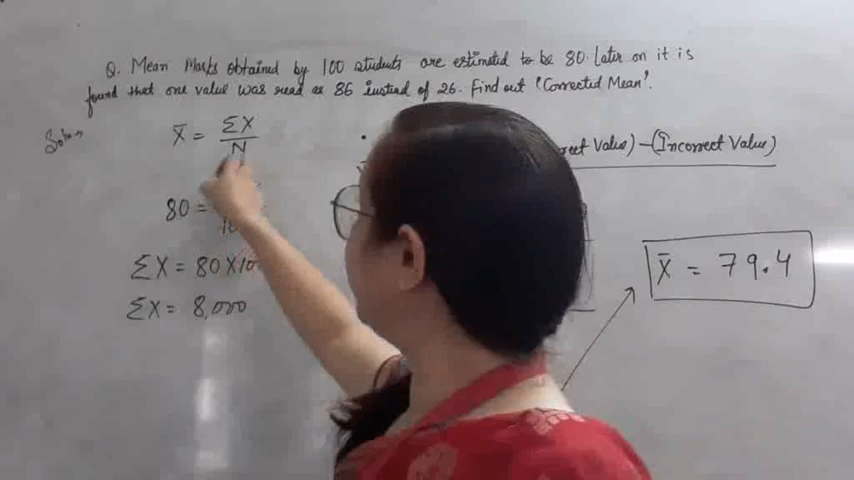 Q. Mean Marks obtained by 100 students are estimated to be 80. Later on it is
found that one value was read as 86 instead of 26. Find out 'Corrected Mean'.
Soln→
X̄ = ΣX / N
Value) - (Incorrect Value)
80 =
ΣX = 80 X 10
X̄ = 79.4
ΣX = 8,000